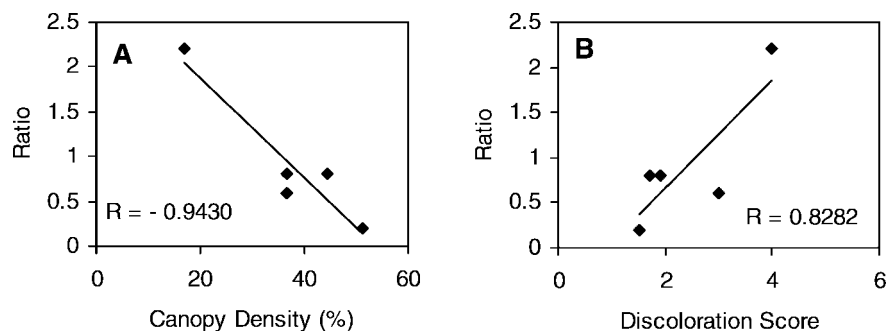 A
Ratio
2.5
2
1.5
1
0.5
0
R = - 0.9430
0 20 40 60
Canopy Density (%)
B
Ratio
2.5
2
1.5
1
0.5
0
R = 0.8282
0 2 4 6
Discoloration Score